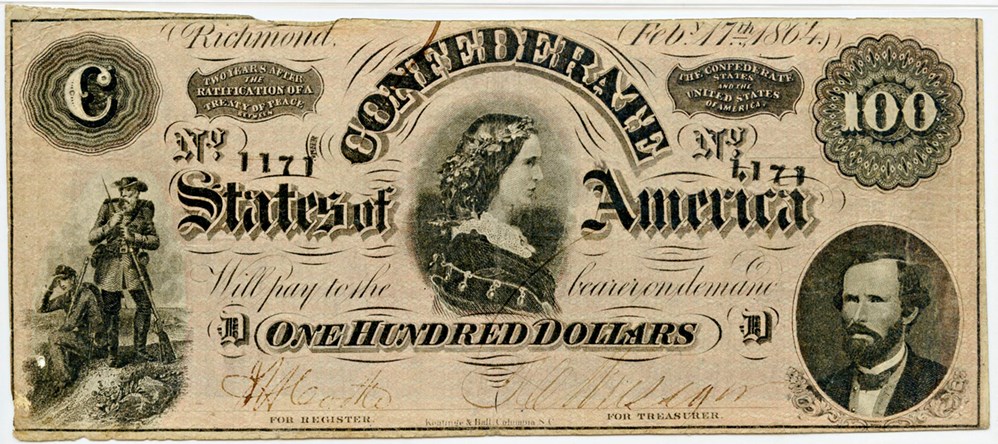 Richmond. Feby. 17th. 1864.
C
TWO YEARS AFTER
THE
RATIFICATION OF A
TREATY OF PEACE
BETWEEN
THE CONFEDERATE
STATES
AND THE
UNITED STATES
OF AMERICA.
100
CONFEDERATE
No. 1171
No. 1171
States of America
Will pay to the bearer on demand
D ONE HUNDRED DOLLARS D
FOR REGISTER.
FOR TREASURER.
Keatinge & Ball, Columbia S.C.